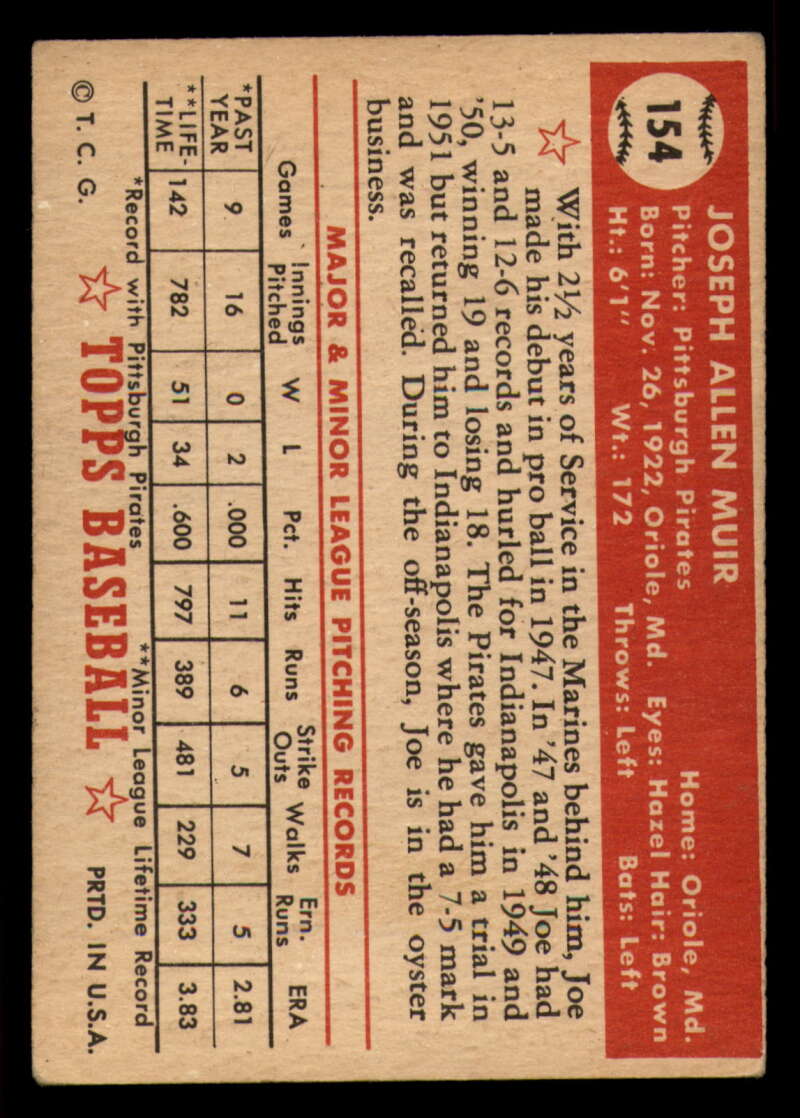 154
JOSEPH ALLEN MUIR
Pitcher: Pittsburgh Pirates Home: Oriole, Md.
Born: Nov. 26, 1922, Oriole, Md. Eyes: Hazel Hair: Brown
Ht.: 6'1" Wt.: 172 Throws: Left Bats: Left
With 2½ years of Service in the Marines behind him, Joe
made his debut in pro ball in 1947. In '47 and '48 Joe had
13-5 and 12-6 records and hurled for Indianapolis in 1949 and
'50, winning 19 and losing 18. The Pirates gave him a trial in
1951 but returned him to Indianapolis where he had a 7-5 mark
and was recalled. During the off-season, Joe is in the oyster
business.
MAJOR & MINOR LEAGUE PITCHING RECORDS
Games Innings Pitched W L Pct. Hits Runs Strike Outs Walks Ern. Runs ERA
*PAST YEAR 9 16 0 2 .000 11 6 5 7 5 2.81
**LIFE-TIME 142 782 51 34 .600 797 389 481 229 333 3.83
*Record with Pittsburgh Pirates **Minor League Lifetime Record
© T. C. G. TOPPS BASEBALL PRTD. IN U.S.A.